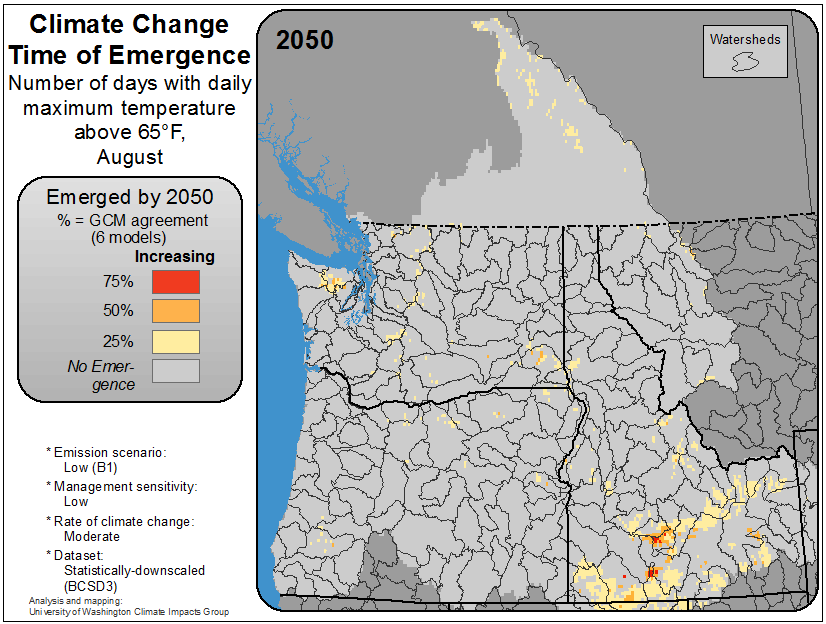 Climate Change
Time of Emergence
Number of days with daily
maximum temperature
above 65°F,
August
Emerged by 2050
% = GCM agreement
(6 models)
Increasing
75%
50%
25%
No Emer-
gence
* Emission scenario:
Low (B1)
* Management sensitivity:
Low
* Rate of climate change:
Moderate
* Dataset:
Statistically-downscaled
(BCSD3)
Analysis and mapping:
University of Washington Climate Impacts Group
2050
Watersheds